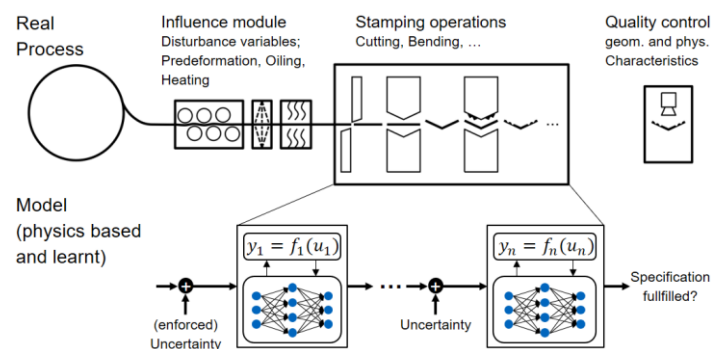 Real
Process
Influence module
Disturbance variables;
Predeformation, Oiling,
Heating
Stamping operations
Cutting, Bending, …
Quality control
geom. and phys.
Characteristics
...
Model
(physics based
and learnt)
y₁ = f₁(u₁)
yₙ = fₙ(uₙ)
+
...
+
(enforced)
Uncertainty
Uncertainty
Specification
fullfilled?